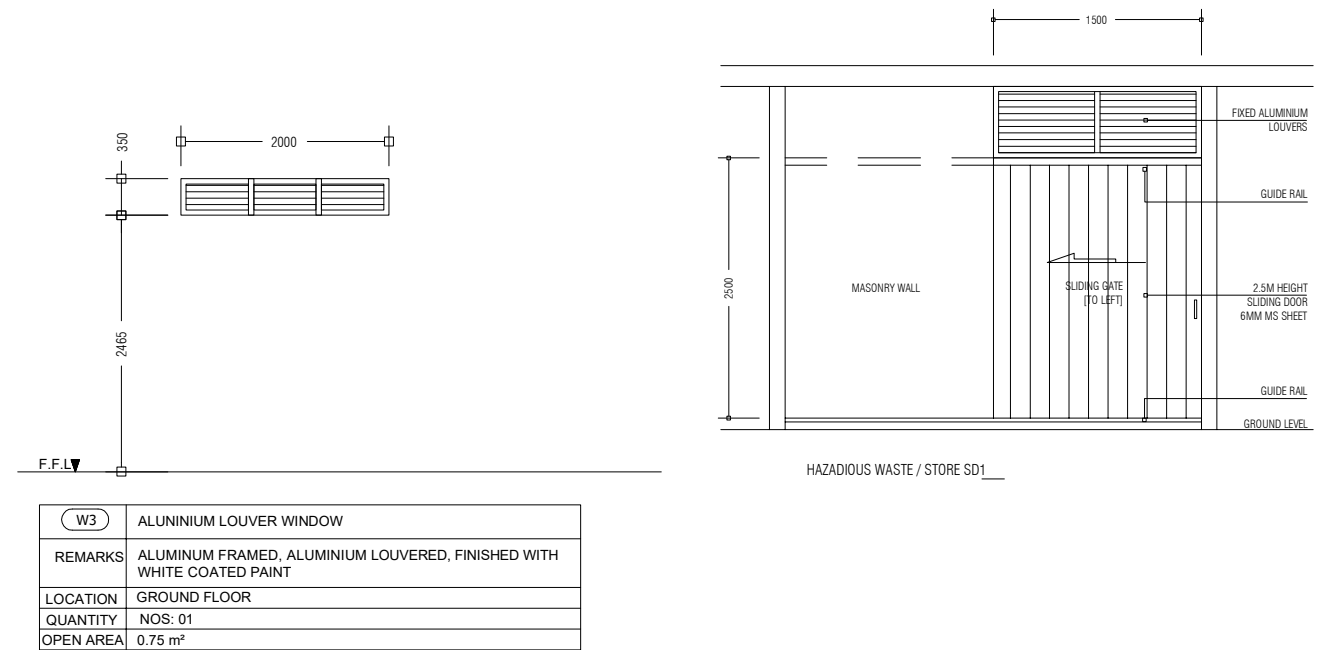 350
2000
2465
F.F.L
W3 ALUNINIUM LOUVER WINDOW
REMARKS ALUMINUM FRAMED, ALUMINIUM LOUVERED, FINISHED WITH
WHITE COATED PAINT
LOCATION GROUND FLOOR
QUANTITY NOS: 01
OPEN AREA 0.75 m²
1500
FIXED ALUMINIUM
LOUVERS
GUIDE RAIL
2500
MASONRY WALL
SLIDING GATE
[TO LEFT]
2.5M HEIGHT
SLIDING DOOR
6MM MS SHEET
GUIDE RAIL
GROUND LEVEL
HAZADIOUS WASTE / STORE SD1